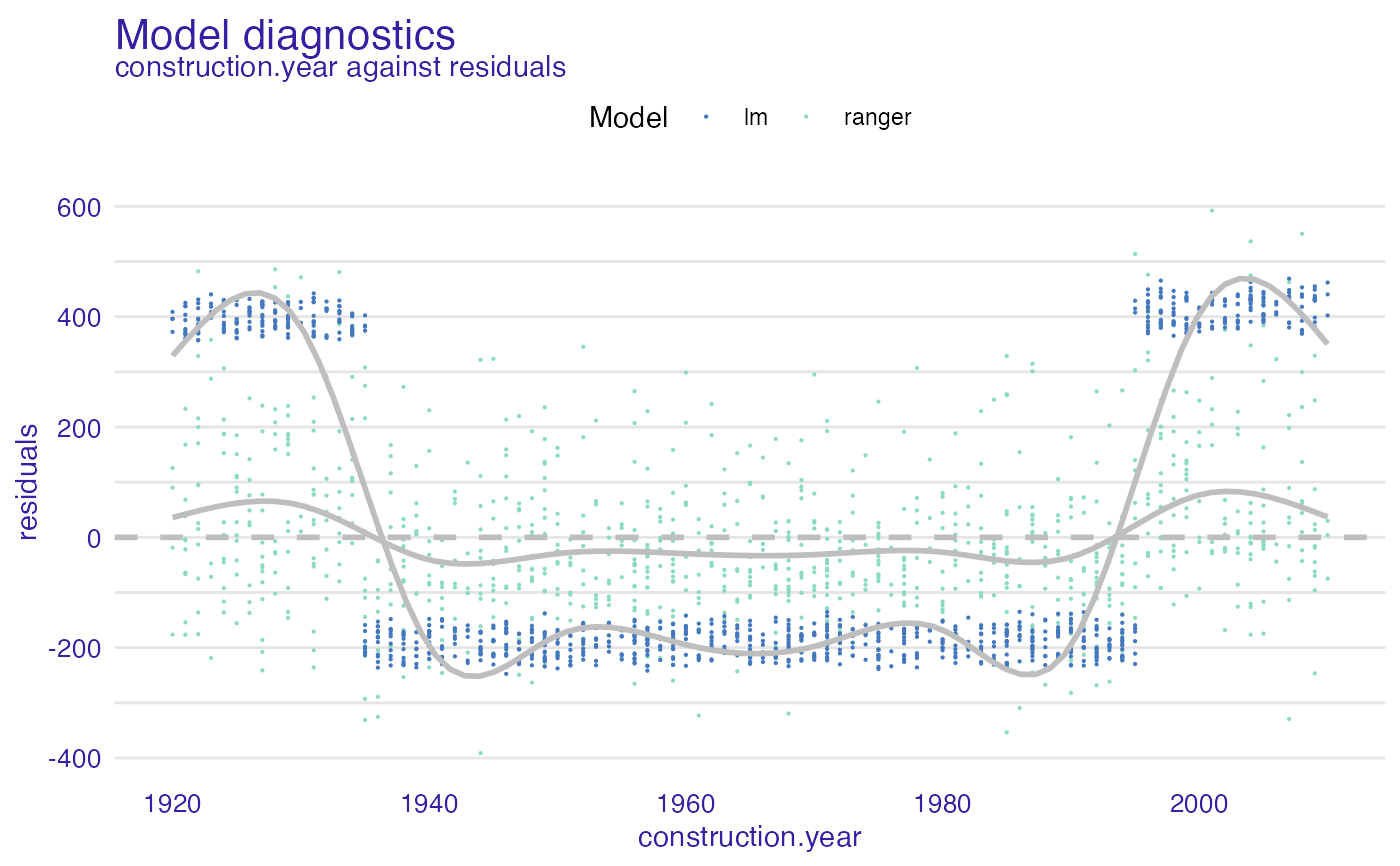 Model diagnostics
construction.year against residuals
Model lm ranger
residuals
600
400
200
0
-200
-400
1920 1940 1960 1980 2000
construction.year